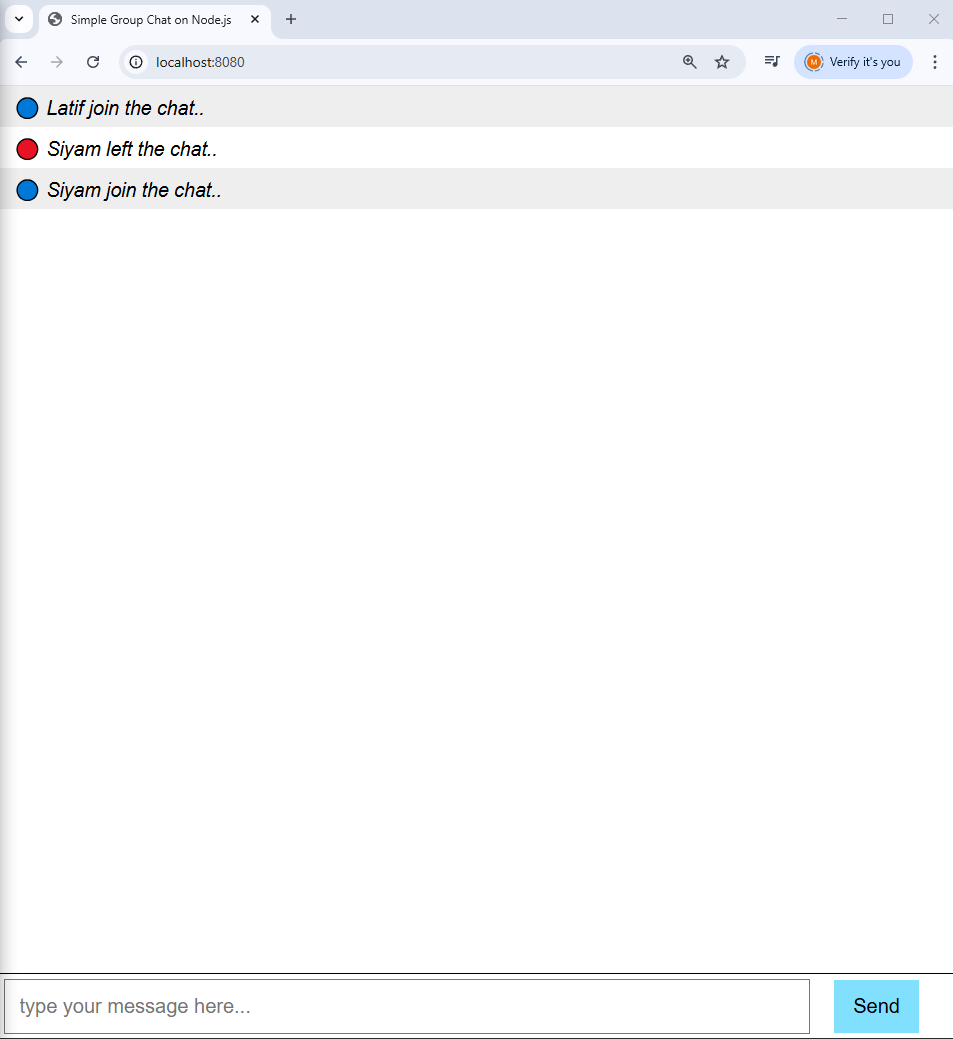 Simple Group Chat on Node.js
localhost:8080
M
Verify it's you
Latif join the chat..
Siyam left the chat..
Siyam join the chat..
type your message here...
Send